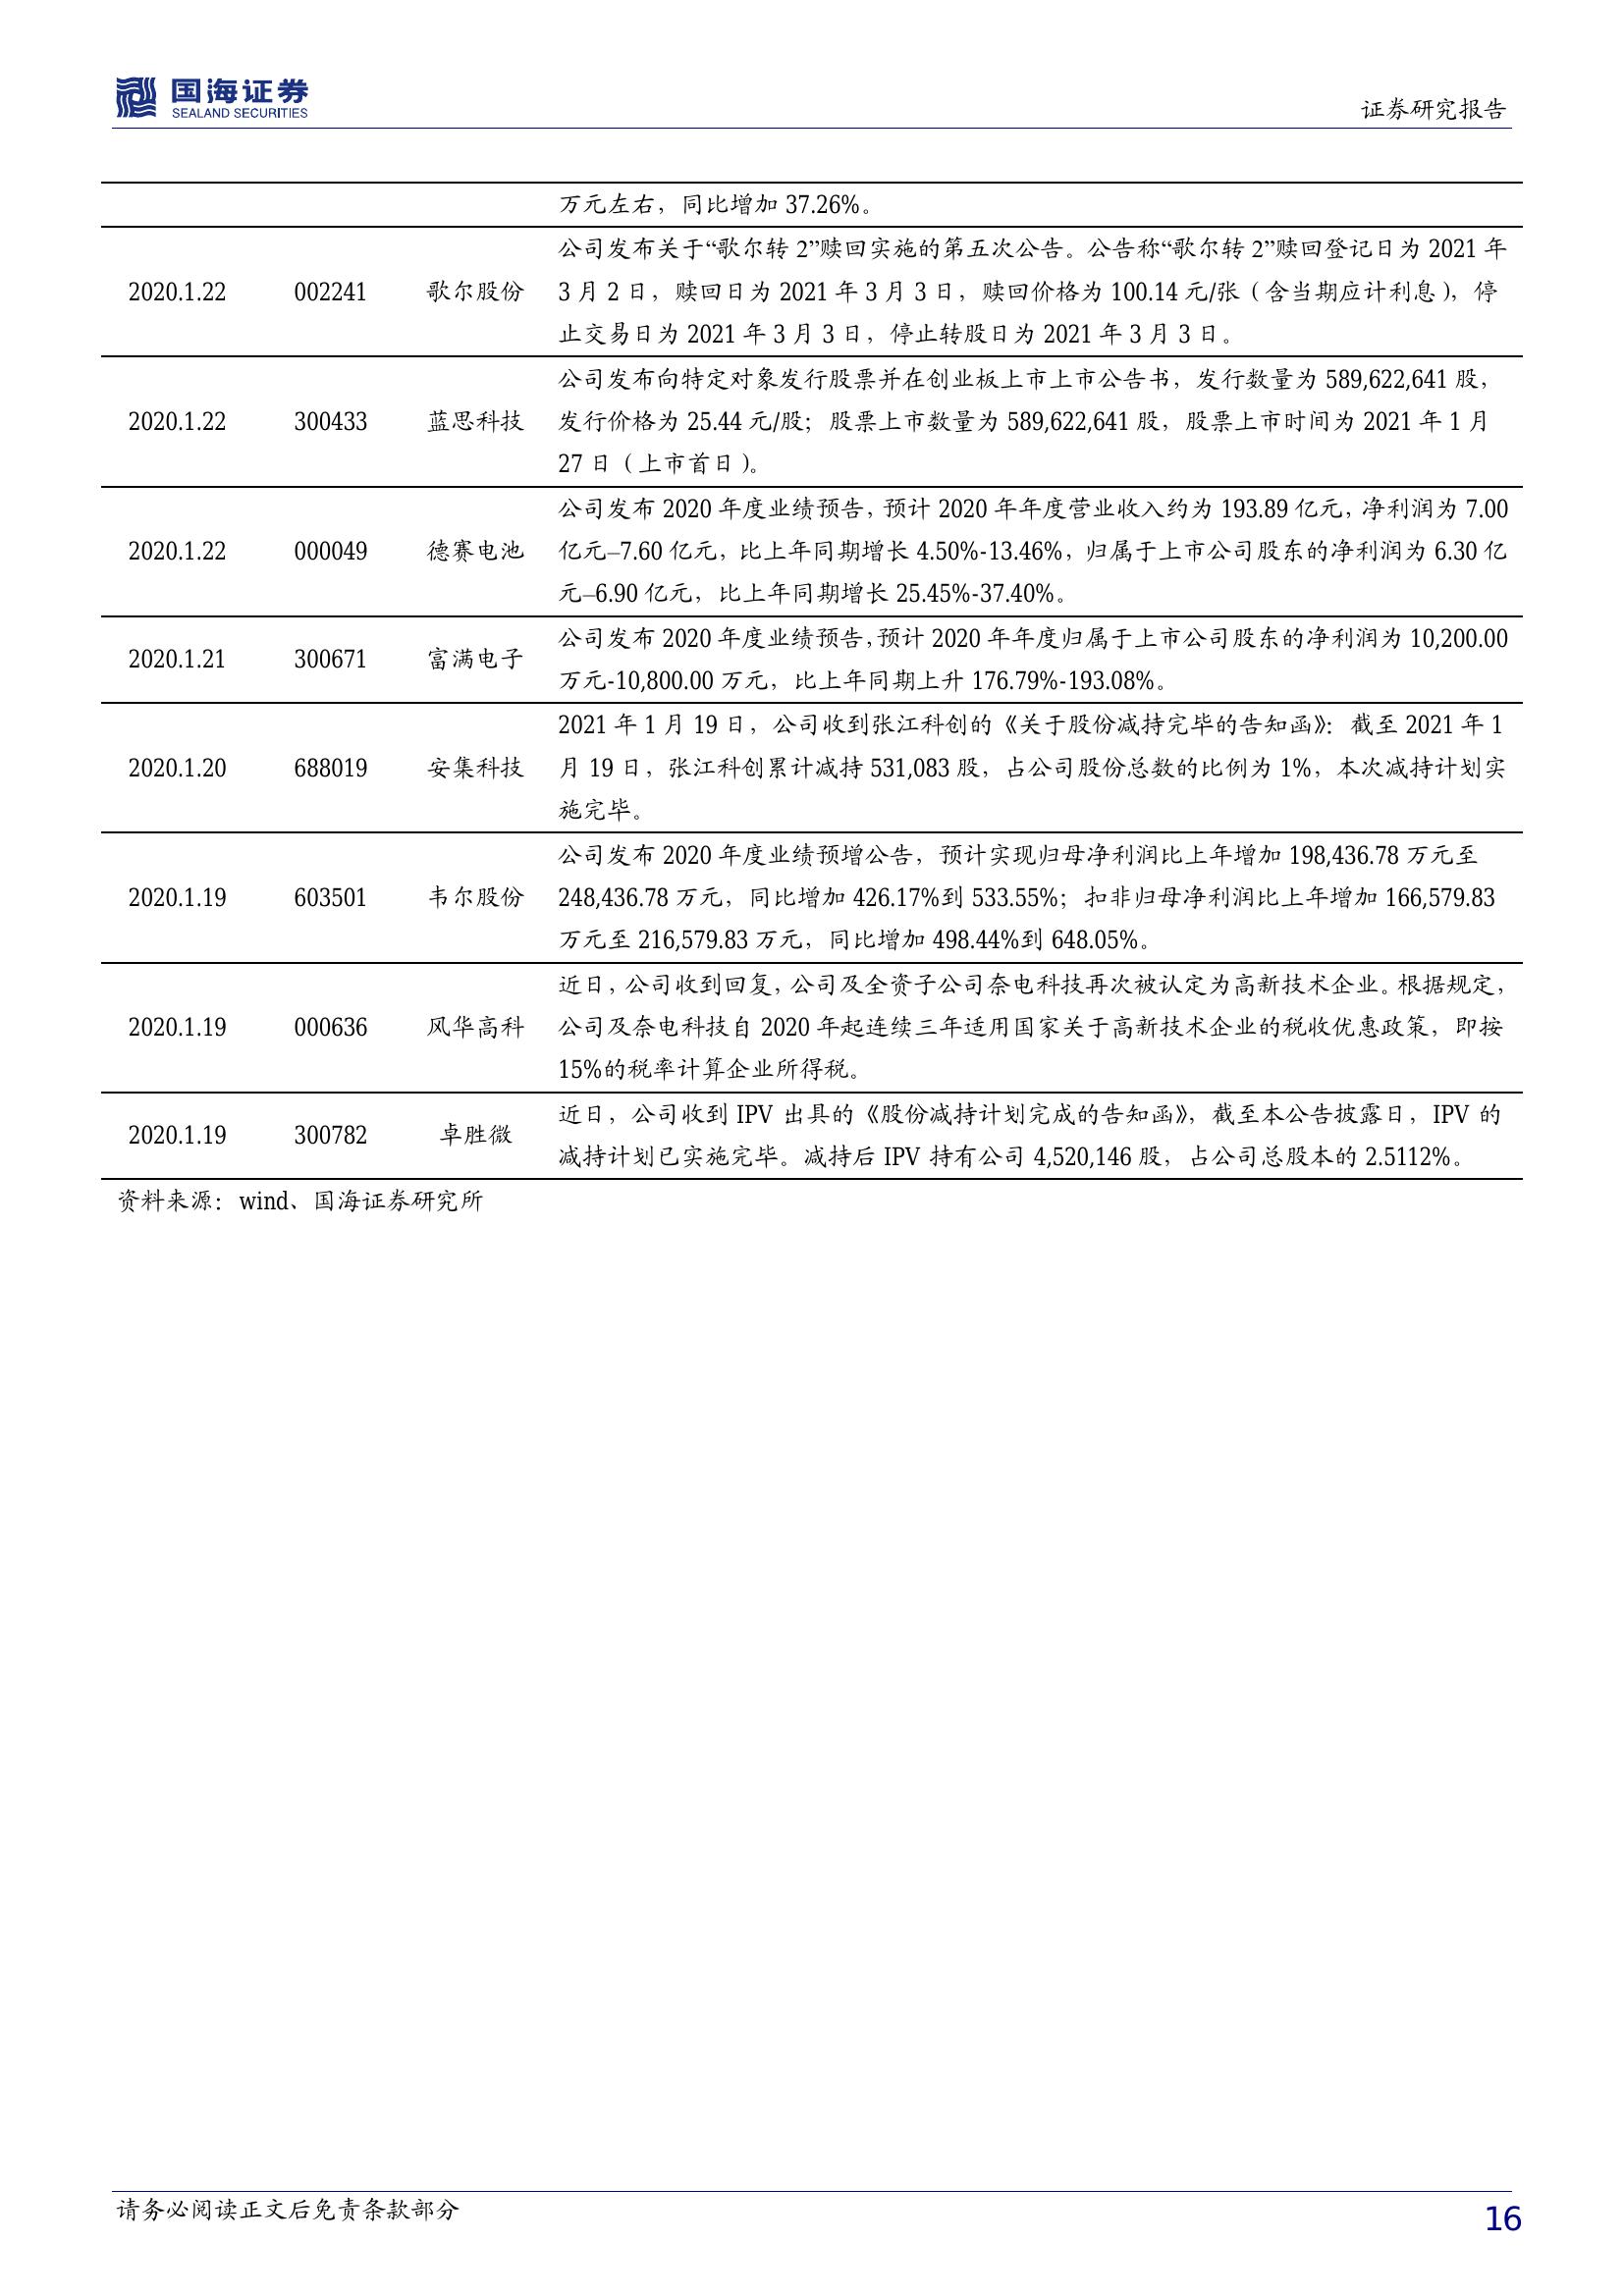 国海证券
SEALAND SECURITIES
证券研究报告
万元左右，同比增加 37.26%。
公司发布关于“歌尔转 2”赎回实施的第五次公告。公告称“歌尔转 2”赎回登记日为 2021 年
2020.1.22 002241 歌尔股份 3 月 2 日，赎回日为 2021 年 3 月 3 日，赎回价格为 100.14 元/张（含当期应计利息），停
止交易日为 2021 年 3 月 3 日，停止转股日为 2021 年 3 月 3 日。
公司发布向特定对象发行股票并在创业板上市上市公告书，发行数量为 589,622,641 股，
2020.1.22 300433 蓝思科技 发行价格为 25.44 元/股；股票上市数量为 589,622,641 股，股票上市时间为 2021 年 1 月
27 日（上市首日）。
公司发布 2020 年度业绩预告，预计 2020 年年度营业收入约为 193.89 亿元，净利润为 7.00
2020.1.22 000049 德赛电池 亿元–7.60 亿元，比上年同期增长 4.50%-13.46%，归属于上市公司股东的净利润为 6.30 亿
元–6.90 亿元，比上年同期增长 25.45%-37.40%。
公司发布 2020 年度业绩预告，预计 2020 年年度归属于上市公司股东的净利润为 10,200.00
2020.1.21 300671 富满电子
万元-10,800.00 万元，比上年同期上升 176.79%-193.08%。
2021 年 1 月 19 日，公司收到张江科创的《关于股份减持完毕的告知函》：截至 2021 年 1
2020.1.20 688019 安集科技 月 19 日，张江科创累计减持 531,083 股，占公司股份总数的比例为 1%，本次减持计划实
施完毕。
公司发布 2020 年度业绩预增公告，预计实现归母净利润比上年增加 198,436.78 万元至
2020.1.19 603501 韦尔股份 248,436.78 万元，同比增加 426.17%到 533.55%；扣非归母净利润比上年增加 166,579.83
万元至 216,579.83 万元，同比增加 498.44%到 648.05%。
近日，公司收到回复，公司及全资子公司奈电科技再次被认定为高新技术企业。根据规定，
2020.1.19 000636 风华高科 公司及奈电科技自 2020 年起连续三年适用国家关于高新技术企业的税收优惠政策，即按
15%的税率计算企业所得税。
近日，公司收到 IPV 出具的《股份减持计划完成的告知函》，截至本公告披露日，IPV 的
2020.1.19 300782 卓胜微
减持计划已实施完毕。减持后 IPV 持有公司 4,520,146 股，占公司总股本的 2.5112%。
资料来源：wind、国海证券研究所
请务必阅读正文后免责条款部分
16